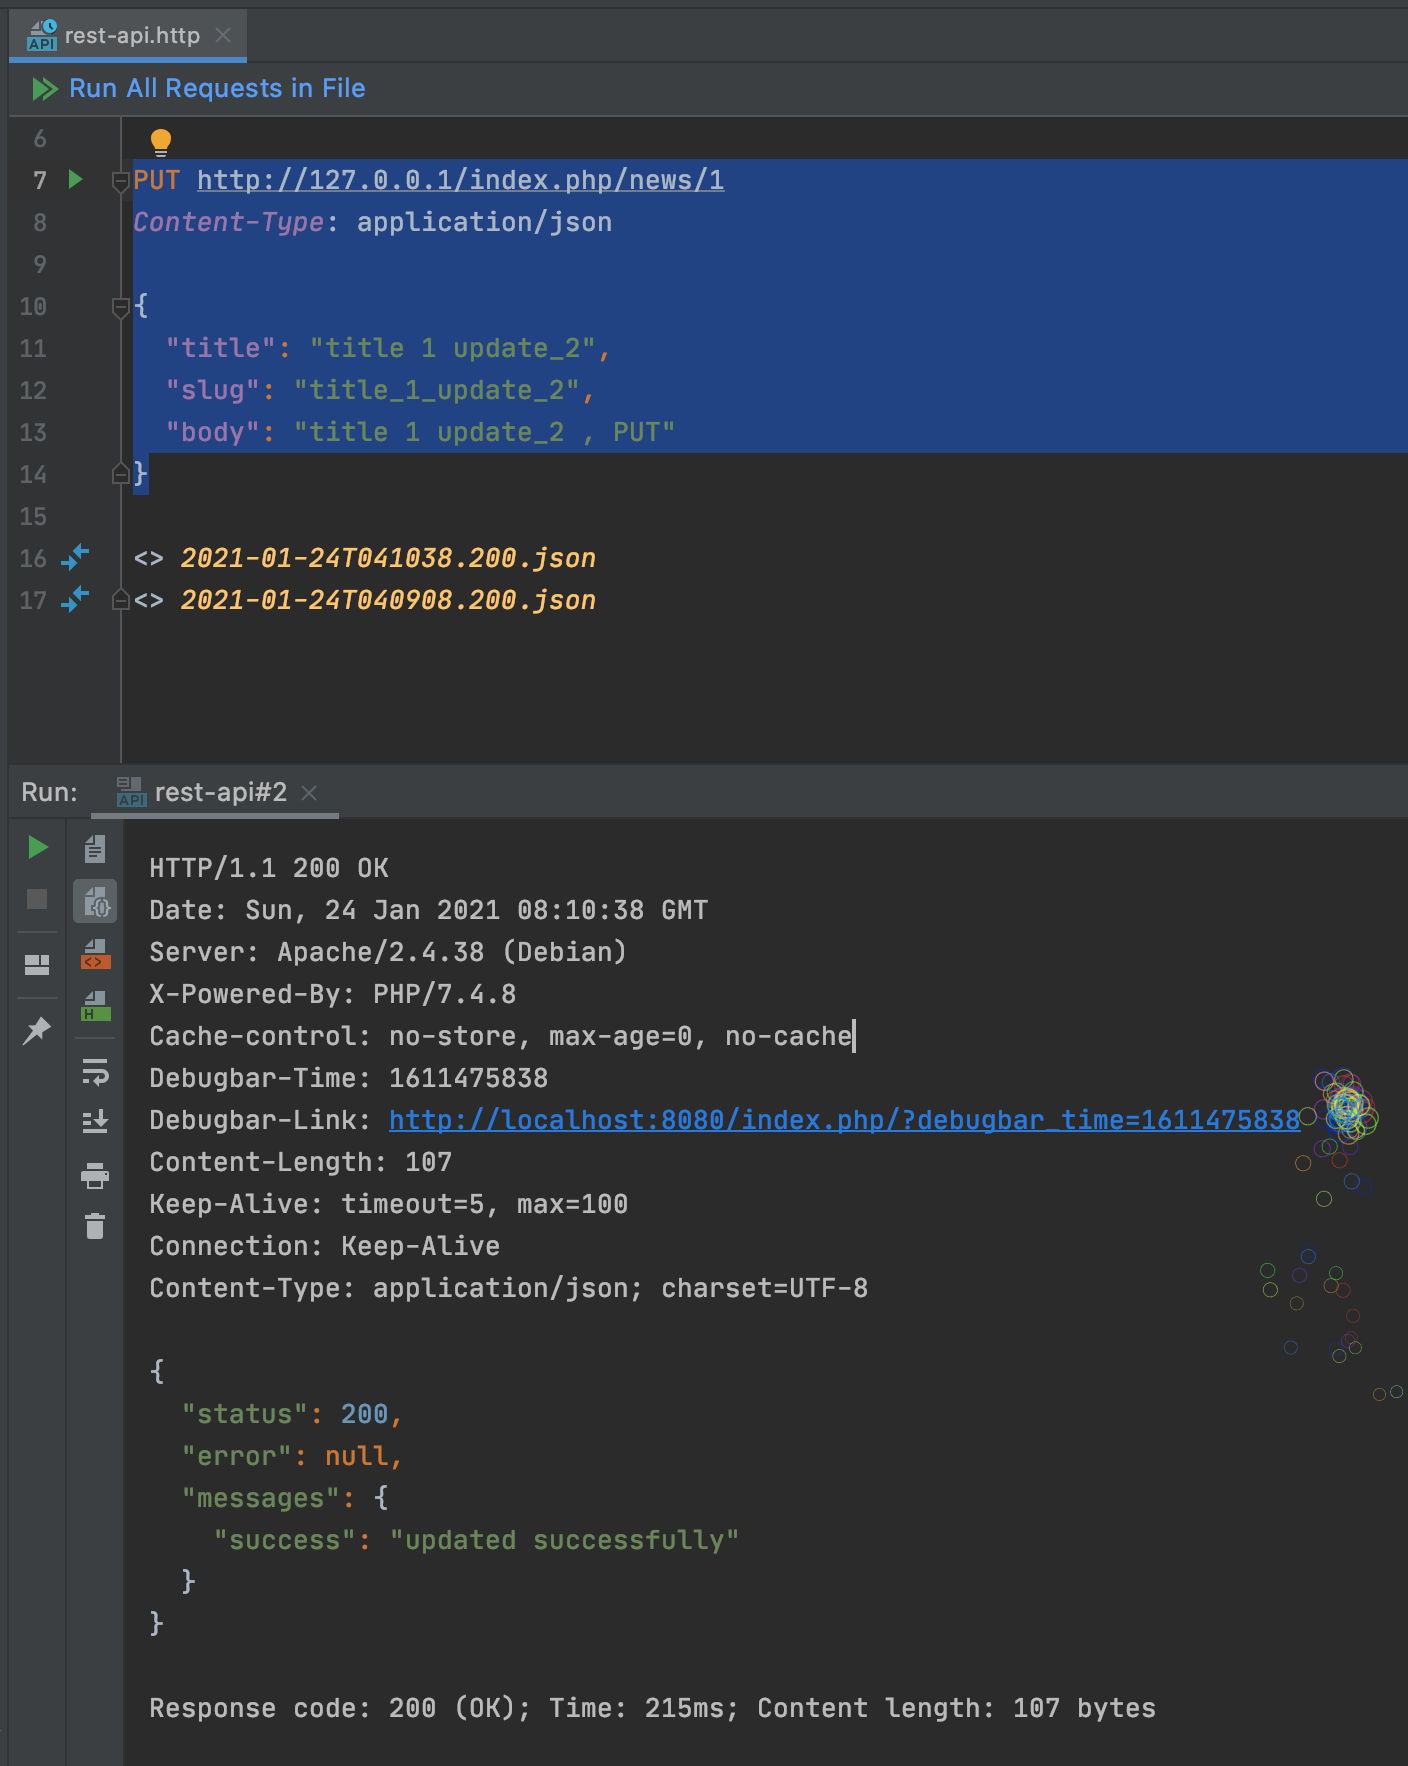 API rest-api.http
Run All Requests in File
6
7 PUT http://127.0.0.1/index.php/news/1
8 Content-Type: application/json
9
10 {
11 "title": "title 1 update_2",
12 "slug": "title_1_update_2",
13 "body": "title 1 update_2 , PUT"
14 }
15
16 <> 2021-01-24T041038.200.json
17 <> 2021-01-24T040908.200.json
Run: API rest-api#2
HTTP/1.1 200 OK
Date: Sun, 24 Jan 2021 08:10:38 GMT
Server: Apache/2.4.38 (Debian)
X-Powered-By: PHP/7.4.8
Cache-control: no-store, max-age=0, no-cache
Debugbar-Time: 1611475838
Debugbar-Link: http://localhost:8080/index.php/?debugbar_time=1611475838
Content-Length: 107
Keep-Alive: timeout=5, max=100
Connection: Keep-Alive
Content-Type: application/json; charset=UTF-8
{
"status": 200,
"error": null,
"messages": {
"success": "updated successfully"
}
}
Response code: 200 (OK); Time: 215ms; Content length: 107 bytes